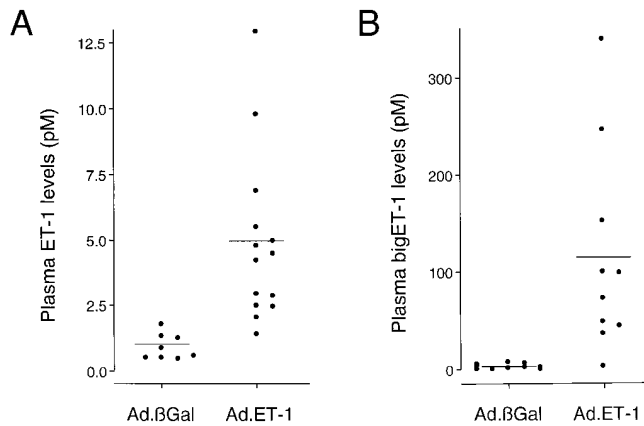 A
Plasma ET-1 levels (pM)
12.5
10.0
7.5
5.0
2.5
0.0
Ad.βGal Ad.ET-1
B
Plasma bigET-1 levels (pM)
300
200
100
0
Ad.βGal Ad.ET-1